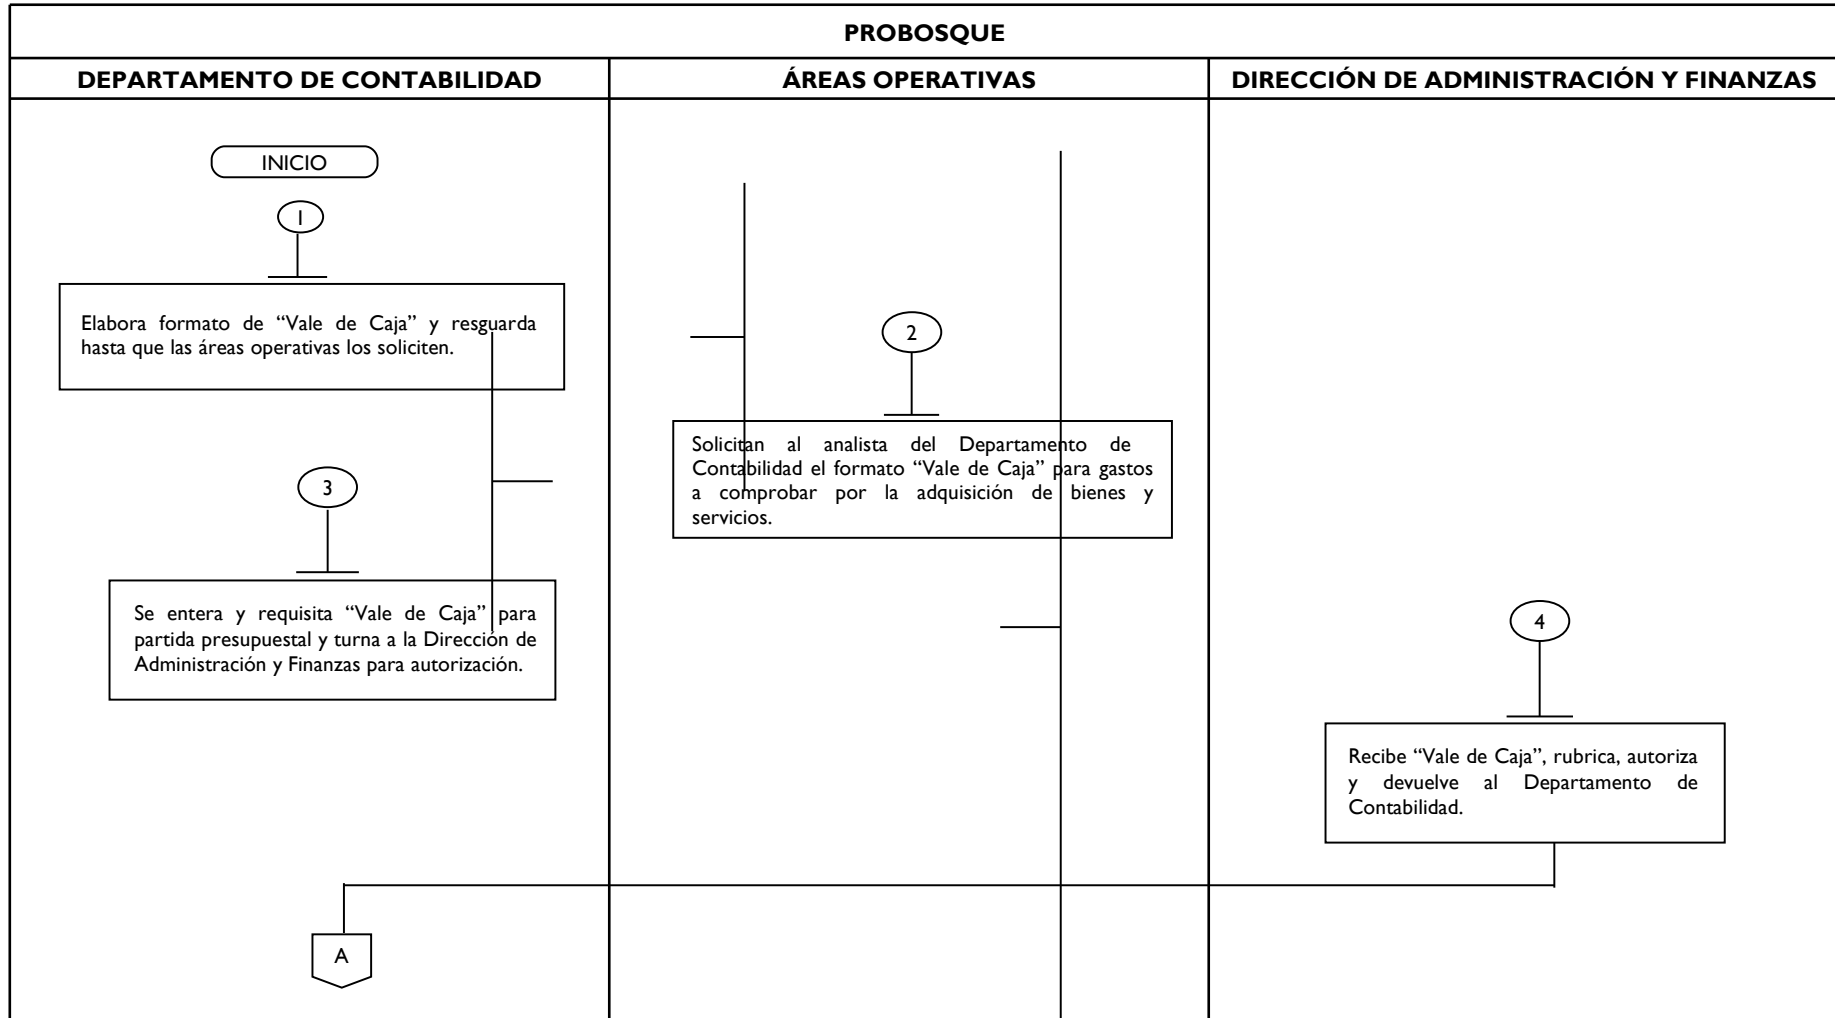 PROBOSQUE
DEPARTAMENTO DE CONTABILIDAD
ÁREAS OPERATIVAS
DIRECCIÓN DE ADMINISTRACIÓN Y FINANZAS
INICIO
1
Elabora formato de “Vale de Caja” y resguarda
hasta que las áreas operativas los soliciten.
2
Solicitan al analista del Departamento de
Contabilidad el formato “Vale de Caja” para gastos
a comprobar por la adquisición de bienes y
servicios.
3
Se entera y requisita “Vale de Caja” para
partida presupuestal y turna a la Dirección de
Administración y Finanzas para autorización.
4
Recibe “Vale de Caja”, rubrica, autoriza
y devuelve al Departamento de
Contabilidad.
A